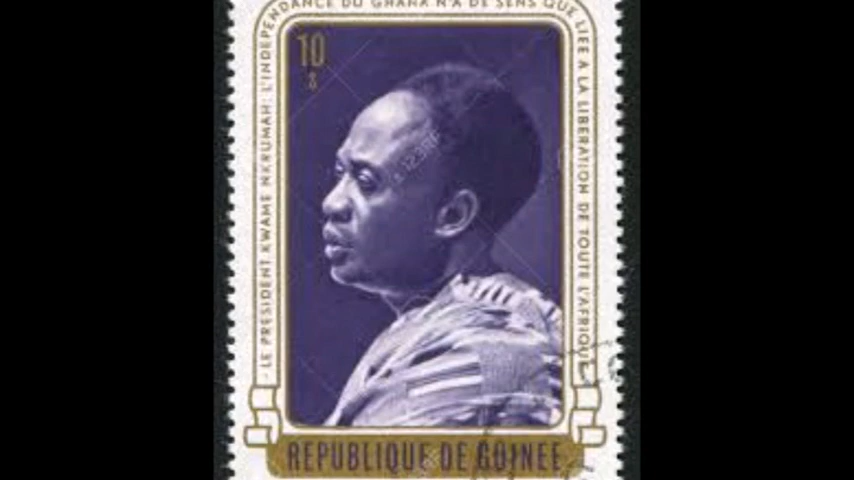 - LE PRESIDENT KWAME NKRUMAH: L'INDEPENDANCE DU GHANA N'A DE SENS QUE LIEE A LA LIBERATION DE TOUTE L'AFRIQUE
10
S
123RF
REPUBLIQUE DE GUINEE